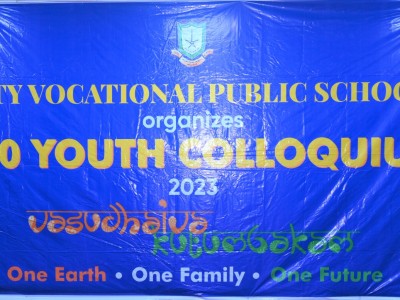 TY VOCATIONAL PUBLIC SCHOO
organizes
0 YOUTH COLLOQUIU
2023
vasudhaiva
kutumbakam
One Earth • One Family • One Future